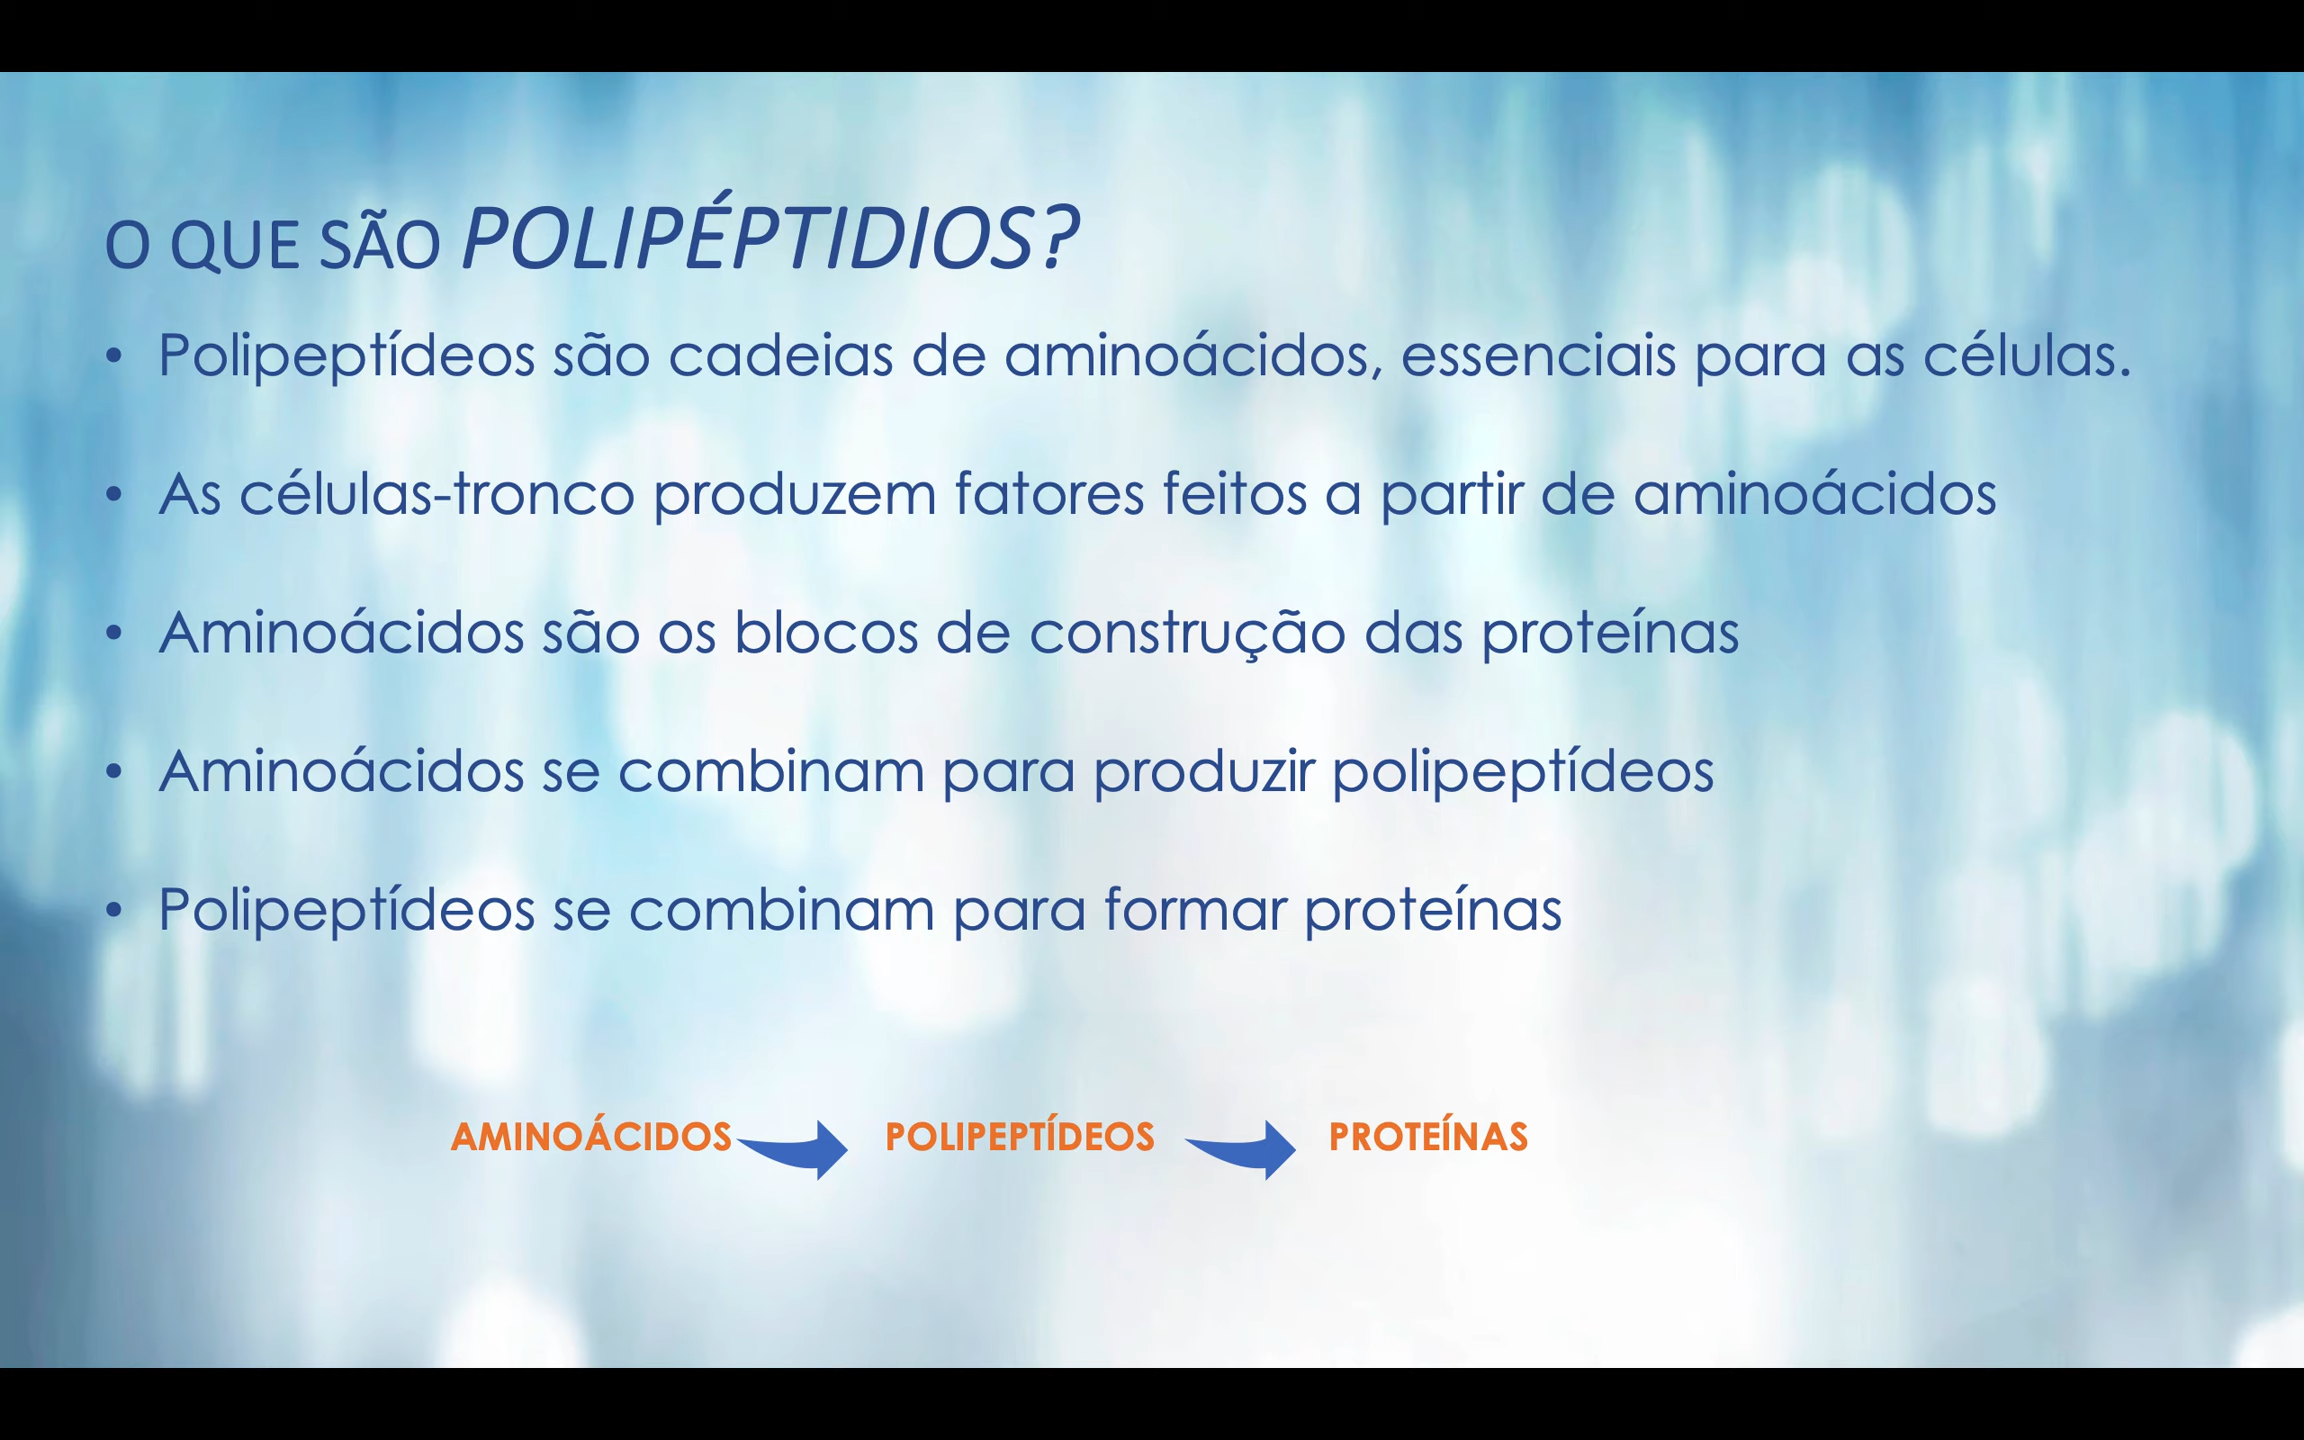 O QUE SÃO POLIPÉPTIDIOS?
• Polipeptídeos são cadeias de aminoácidos, essenciais para as células.
• As células-tronco produzem fatores feitos a partir de aminoácidos
• Aminoácidos são os blocos de construção das proteínas
• Aminoácidos se combinam para produzir polipeptídeos
• Polipeptídeos se combinam para formar proteínas
AMINOÁCIDOS POLIPEPTÍDEOS PROTEÍNAS